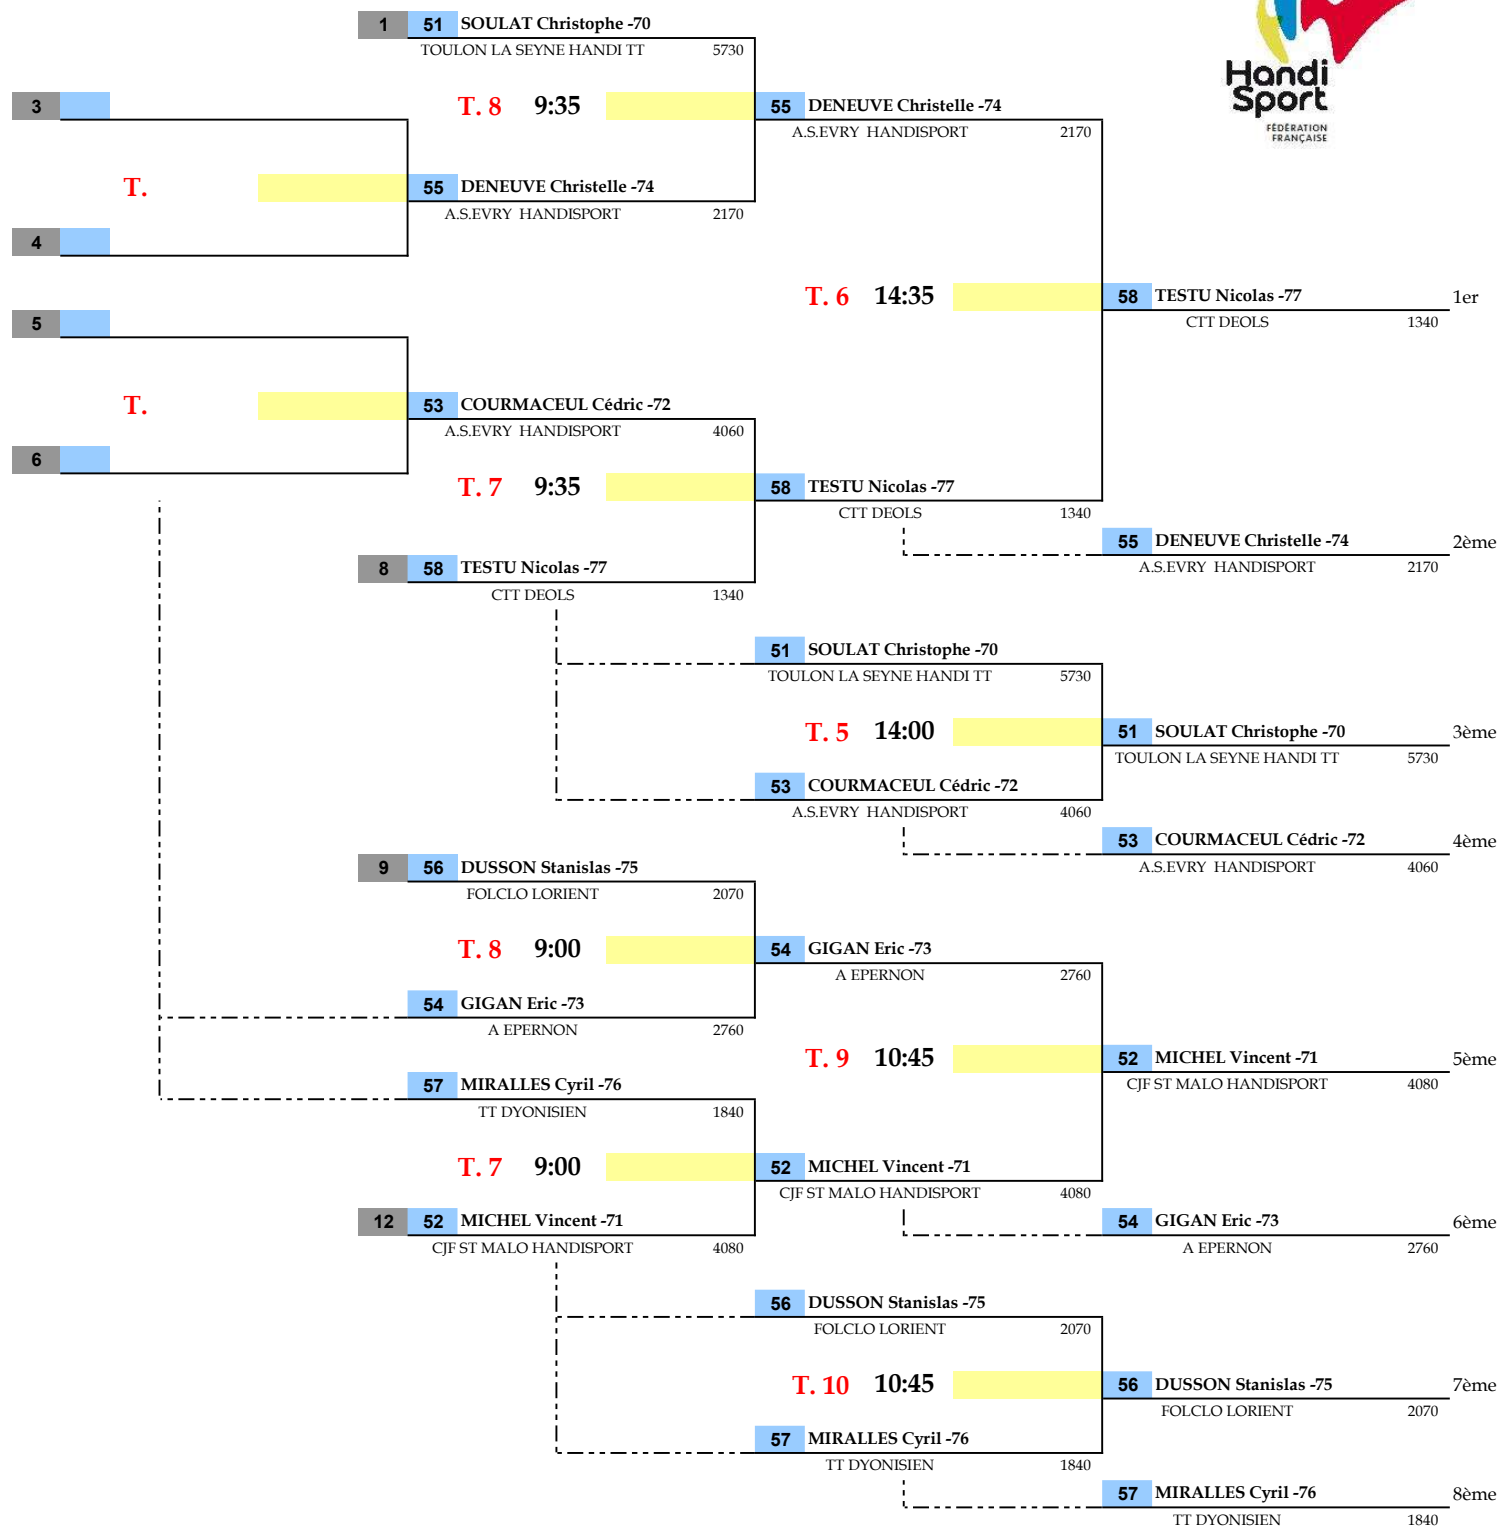 1 51 SOULAT Christophe -70
TOULON LA SEYNE HANDI TT 5730
Handi
Sport
FÉDÉRATION
FRANÇAISE
3 T. 8 9:35 55 DENEUVE Christelle -74
A.S.EVRY HANDISPORT 2170
T. 55 DENEUVE Christelle -74
A.S.EVRY HANDISPORT 2170
4
T. 6 14:35 58 TESTU Nicolas -77 1er
CTT DEOLS 1340
5
T. 53 COURMACEUL Cédric -72
A.S.EVRY HANDISPORT 4060
6
T. 7 9:35 58 TESTU Nicolas -77
CTT DEOLS 1340
55 DENEUVE Christelle -74 2ème
A.S.EVRY HANDISPORT 2170
8 58 TESTU Nicolas -77
CTT DEOLS 1340
51 SOULAT Christophe -70
TOULON LA SEYNE HANDI TT 5730
T. 5 14:00 51 SOULAT Christophe -70 3ème
TOULON LA SEYNE HANDI TT 5730
53 COURMACEUL Cédric -72
A.S.EVRY HANDISPORT 4060
53 COURMACEUL Cédric -72 4ème
A.S.EVRY HANDISPORT 4060
9 56 DUSSON Stanislas -75
FOLCLO LORIENT 2070
T. 8 9:00 54 GIGAN Eric -73
A EPERNON 2760
54 GIGAN Eric -73
A EPERNON 2760
T. 9 10:45 52 MICHEL Vincent -71 5ème
CJF ST MALO HANDISPORT 4080
57 MIRALLES Cyril -76
TT DYONISIEN 1840
T. 7 9:00 52 MICHEL Vincent -71
CJF ST MALO HANDISPORT 4080
12 52 MICHEL Vincent -71
CJF ST MALO HANDISPORT 4080
54 GIGAN Eric -73 6ème
A EPERNON 2760
56 DUSSON Stanislas -75
FOLCLO LORIENT 2070
T. 10 10:45 56 DUSSON Stanislas -75 7ème
FOLCLO LORIENT 2070
57 MIRALLES Cyril -76
TT DYONISIEN 1840
57 MIRALLES Cyril -76 8ème
TT DYONISIEN 1840